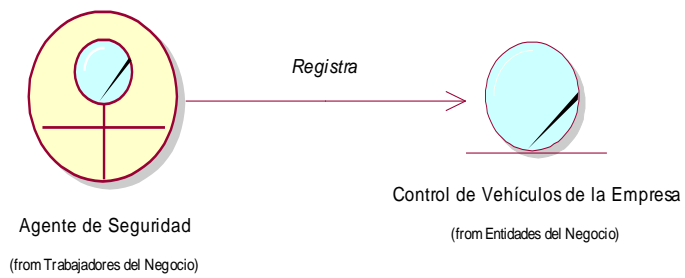 Registra
Control de Vehículos de la Empresa
(from Entidades del Negocio)
Agente de Seguridad
(from Trabajadores del Negocio)